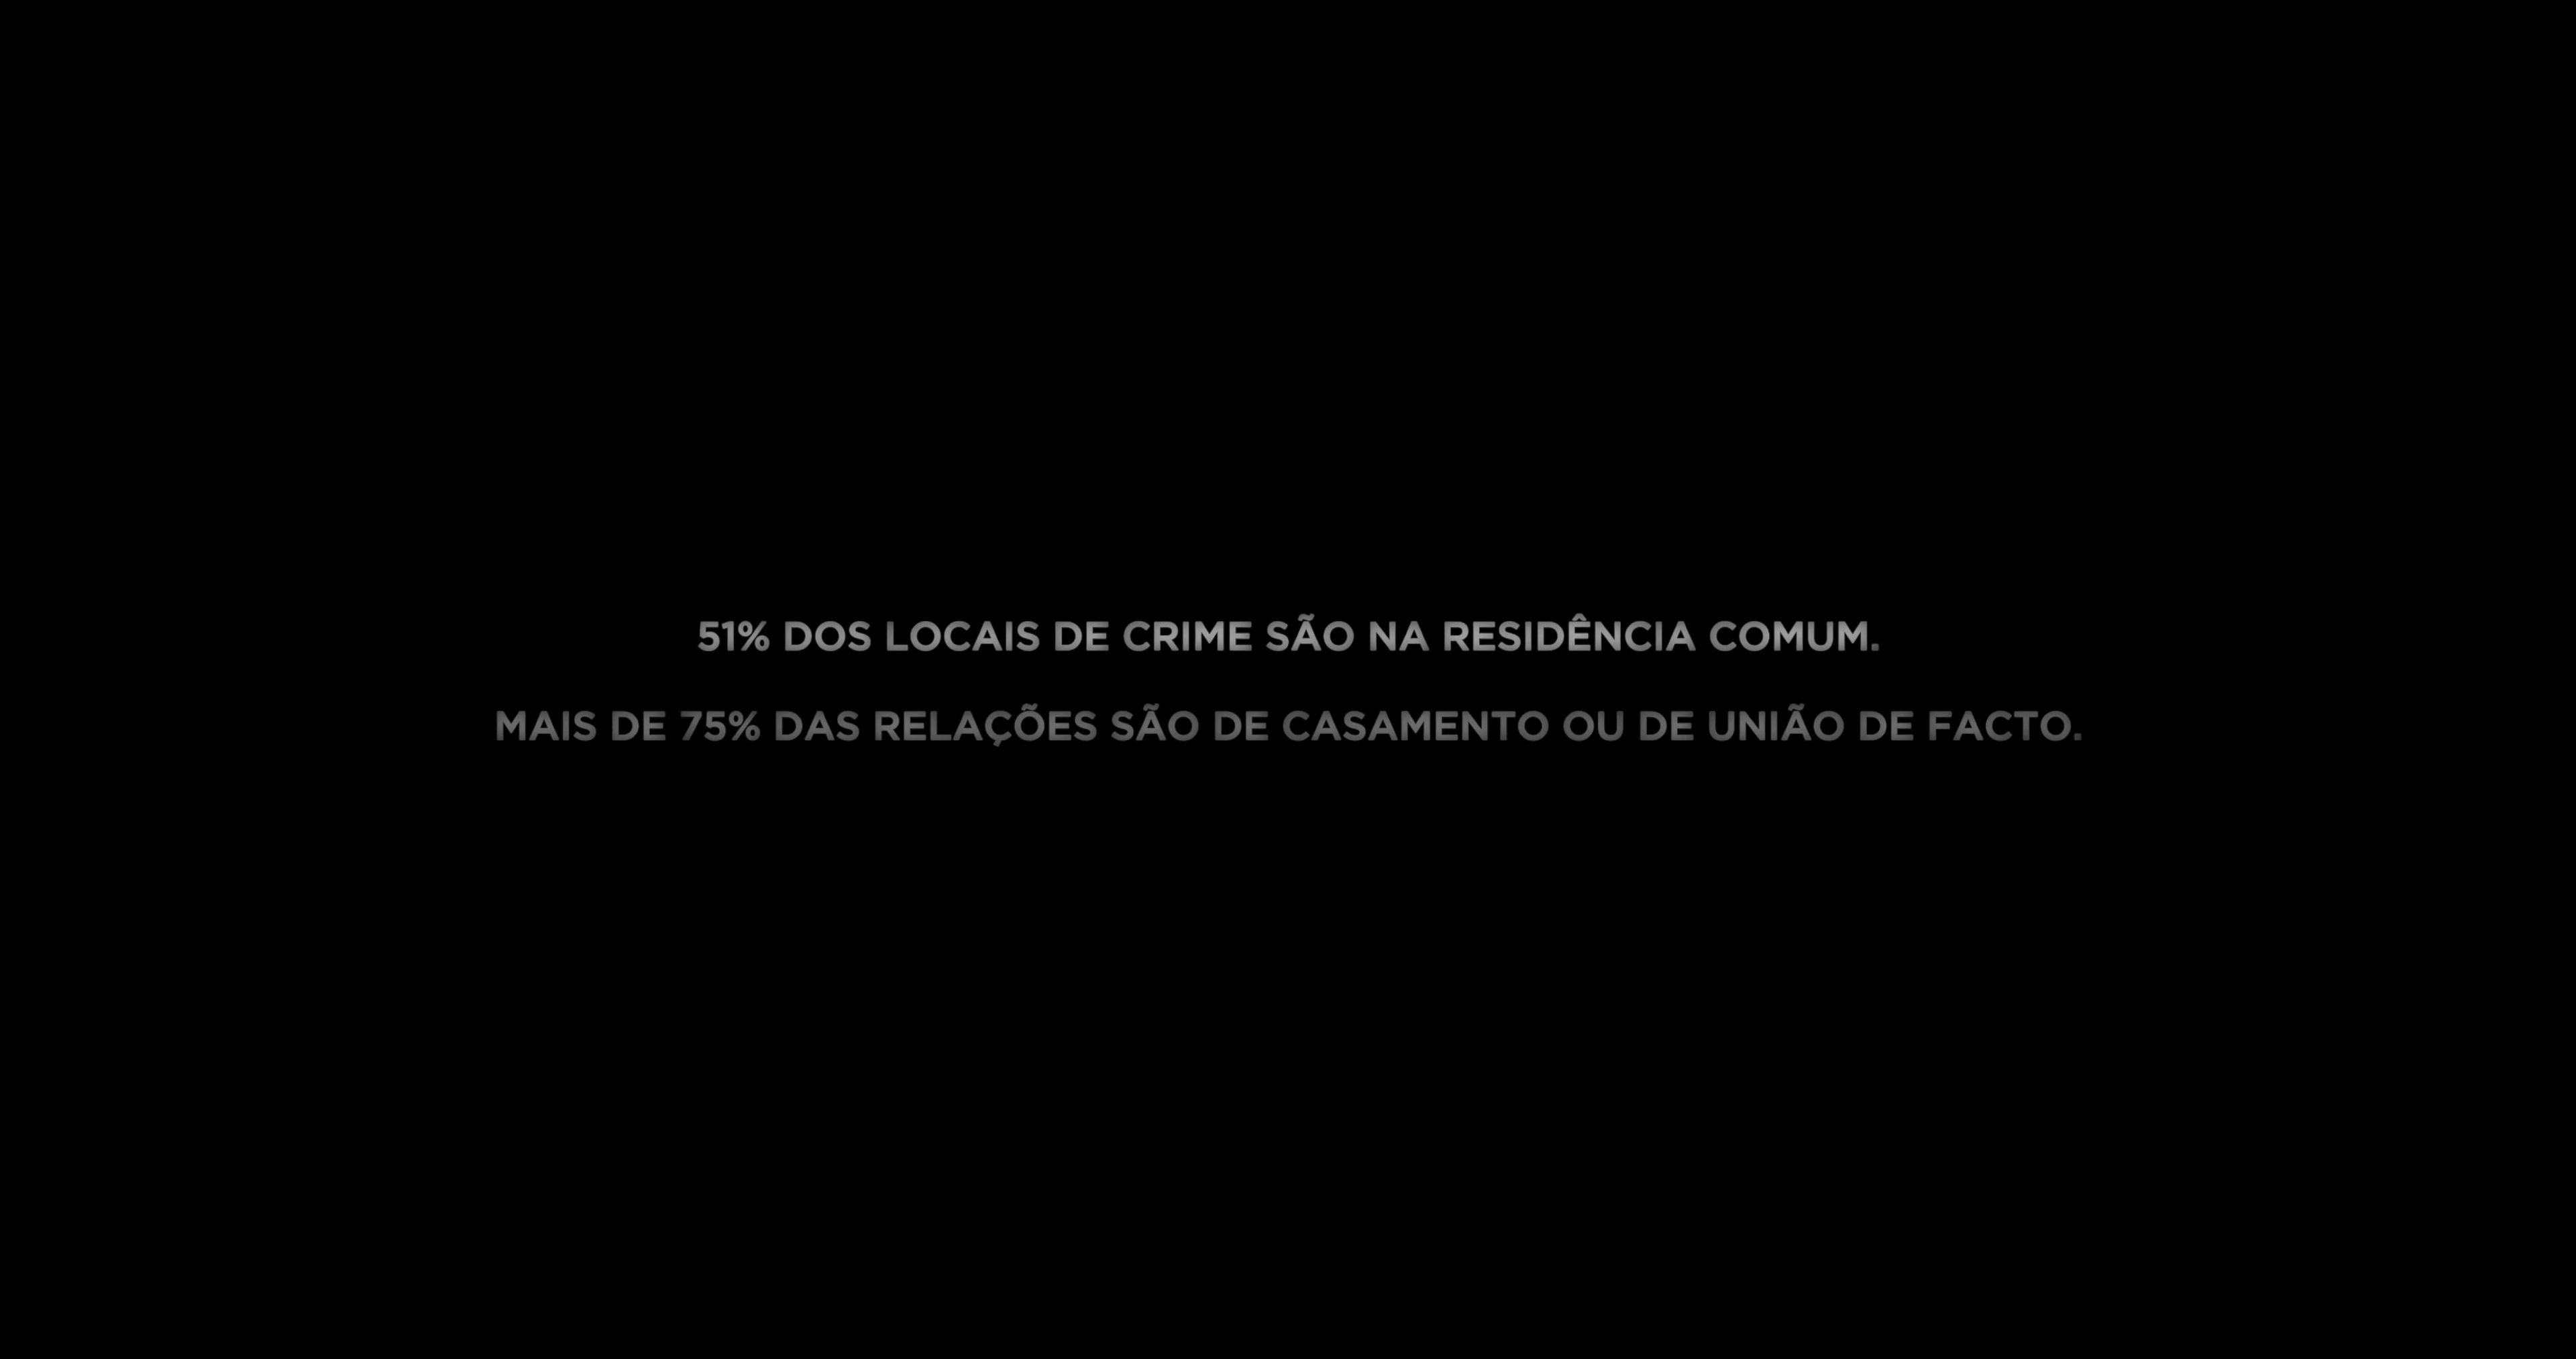 51% DOS LOCAIS DE CRIME SÃO NA RESIDÊNCIA COMUM.
MAIS DE 75% DAS RELAÇÕES SÃO DE CASAMENTO OU DE UNIÃO DE FACTO.